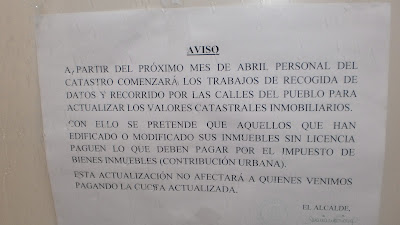 AVISO
A PARTIR DEL PRÓXIMO MES DE ABRIL PERSONAL DEL
CATASTRO COMENZARÁ LOS TRABAJOS DE RECOGIDA DE
DATOS Y RECORRIDO POR LAS CALLES DEL PUEBLO PARA
ACTUALIZAR LOS VALORES CATASTRALES INMOBILIARIOS.
CON ELLO SE PRETENDE QUE AQUELLOS QUE HAN
EDIFICADO O MODIFICADO SUS INMUEBLES SIN LICENCIA
PAGUEN LO QUE DEBEN PAGAR POR EL IMPUESTO DE
BIENES INMUEBLES (CONTRIBUCIÓN URBANA).
ESTA ACTUALIZACIÓN NO AFECTARÁ A QUIENES VENIMOS
PAGANDO LA CUOTA ACTUALIZADA.
EL ALCALDE,